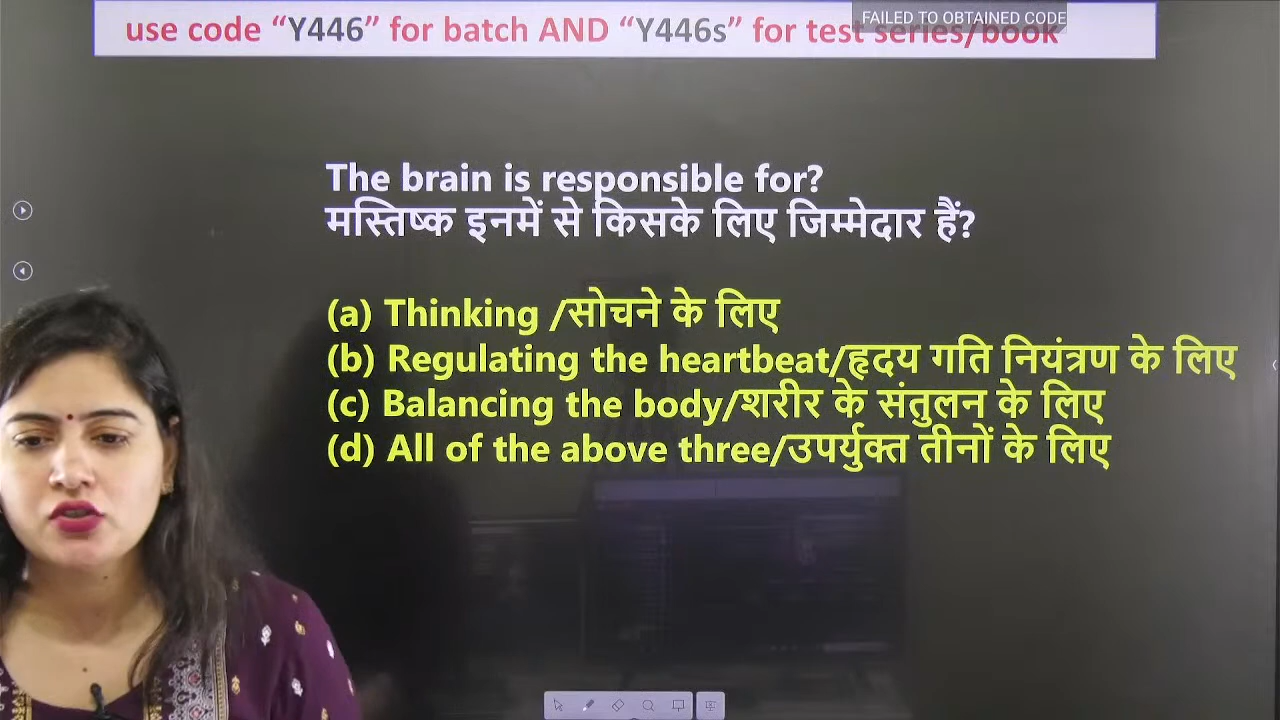 use code “Y446” for batch AND “Y446s” for test series/book
FAILED TO OBTAINED CODE
The brain is responsible for?
मस्तिष्क इनमें से किसके लिए जिम्मेदार हैं?
(a) Thinking /सोचने के लिए
(b) Regulating the heartbeat/हृदय गति नियंत्रण के लिए
(c) Balancing the body/शरीर के संतुलन के लिए
(d) All of the above three/उपर्युक्त तीनों के लिए